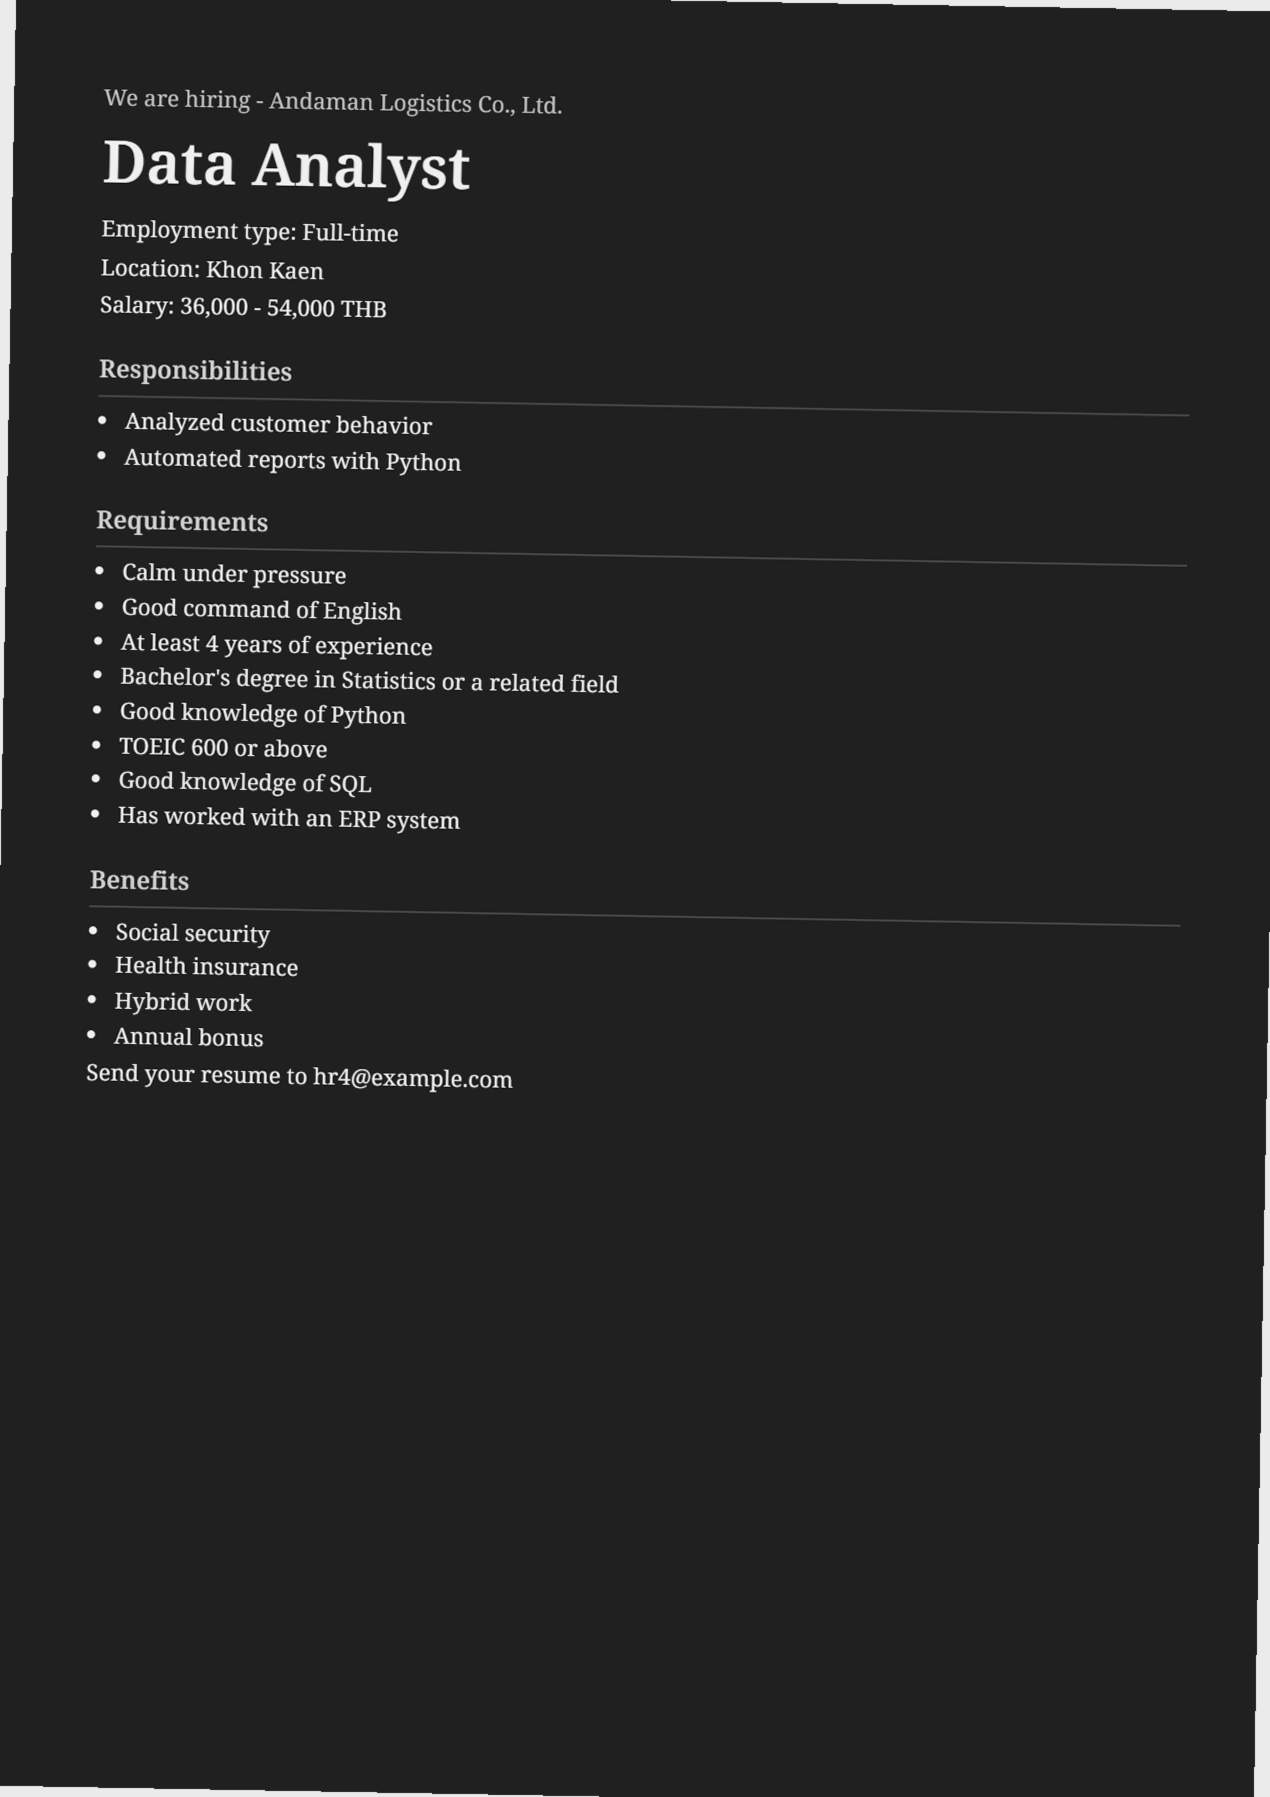 We are hiring - Andaman Logistics Co., Ltd.
Data Analyst
Employment type: Full-time
Location: Khon Kaen
Salary: 36,000 - 54,000 THB
Responsibilities
• Analyzed customer behavior
• Automated reports with Python
Requirements
• Calm under pressure
• Good command of English
• At least 4 years of experience
• Bachelor's degree in Statistics or a related field
• Good knowledge of Python
• TOEIC 600 or above
• Good knowledge of SQL
• Has worked with an ERP system
Benefits
• Social security
• Health insurance
• Hybrid work
• Annual bonus
Send your resume to hr4@example.com